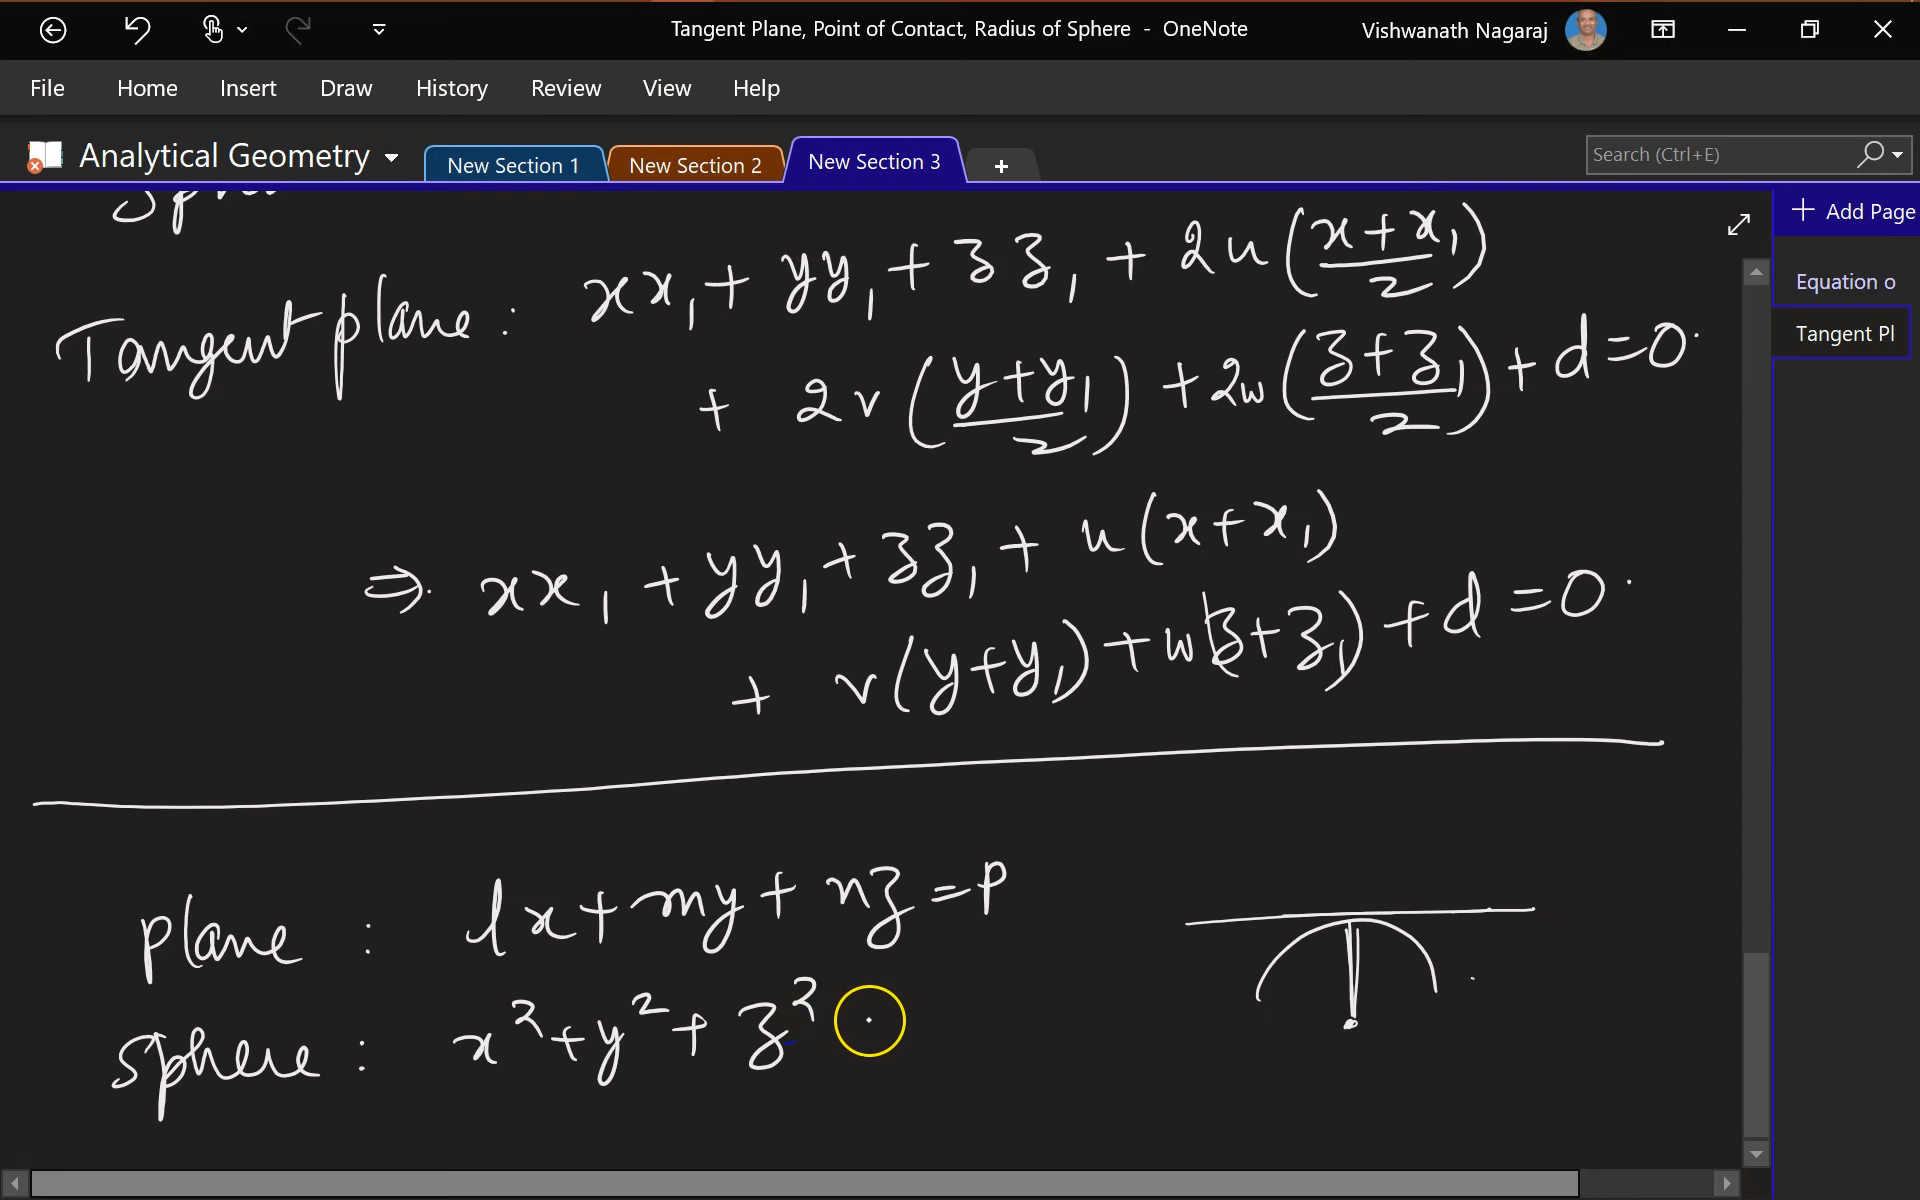 Tangent Plane, Point of Contact, Radius of Sphere - OneNote
Vishwanath Nagaraj
File Home Insert Draw History Review View Help
Analytical Geometry
New Section 1 New Section 2 New Section 3 +
Search (Ctrl+E)
+ Add Page
Equation o
Tangent Pl
Tangent plane : xx₁ + yy₁ + zz₁ + 2u((x+x₁)/2)
+ 2v((y+y₁)/2) + 2w((z+z₁)/2) + d = 0.
⇒ xx₁ + yy₁ + zz₁ + u(x+x₁)
+ v(y+y₁) + w(z+z₁) + d = 0.
plane : lx + my + nz = p
sphere : x² + y² + z²